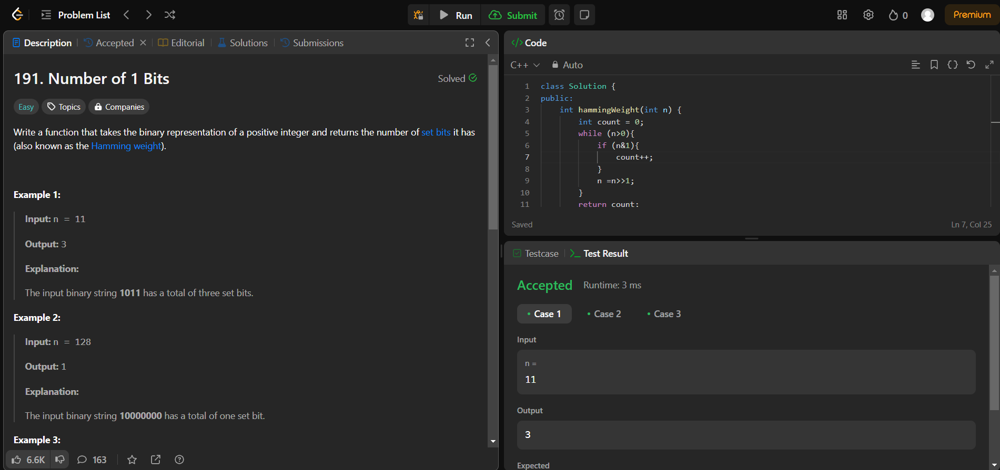 Problem List
Run
Submit
0
Premium
Description
Accepted
Editorial
Solutions
Submissions
191. Number of 1 Bits
Solved
Easy
Topics
Companies
Write a function that takes the binary representation of a positive integer and returns the number of set bits it has
(also known as the Hamming weight).
Example 1:
Input: n = 11
Output: 3
Explanation:
The input binary string 1011 has a total of three set bits.
Example 2:
Input: n = 128
Output: 1
Explanation:
The input binary string 10000000 has a total of one set bit.
Example 3:
6.6K
163
</> Code
C++
Auto
1 class Solution {
2 public:
3 int hammingWeight(int n) {
4 int count = 0;
5 while (n>0){
6 if (n&1){
7 count++;
8 }
9 n =n>>1;
10 }
11 return count:
Saved
Ln 7, Col 25
Testcase
Test Result
Accepted
Runtime: 3 ms
Case 1
Case 2
Case 3
Input
n =
11
Output
3
Expected